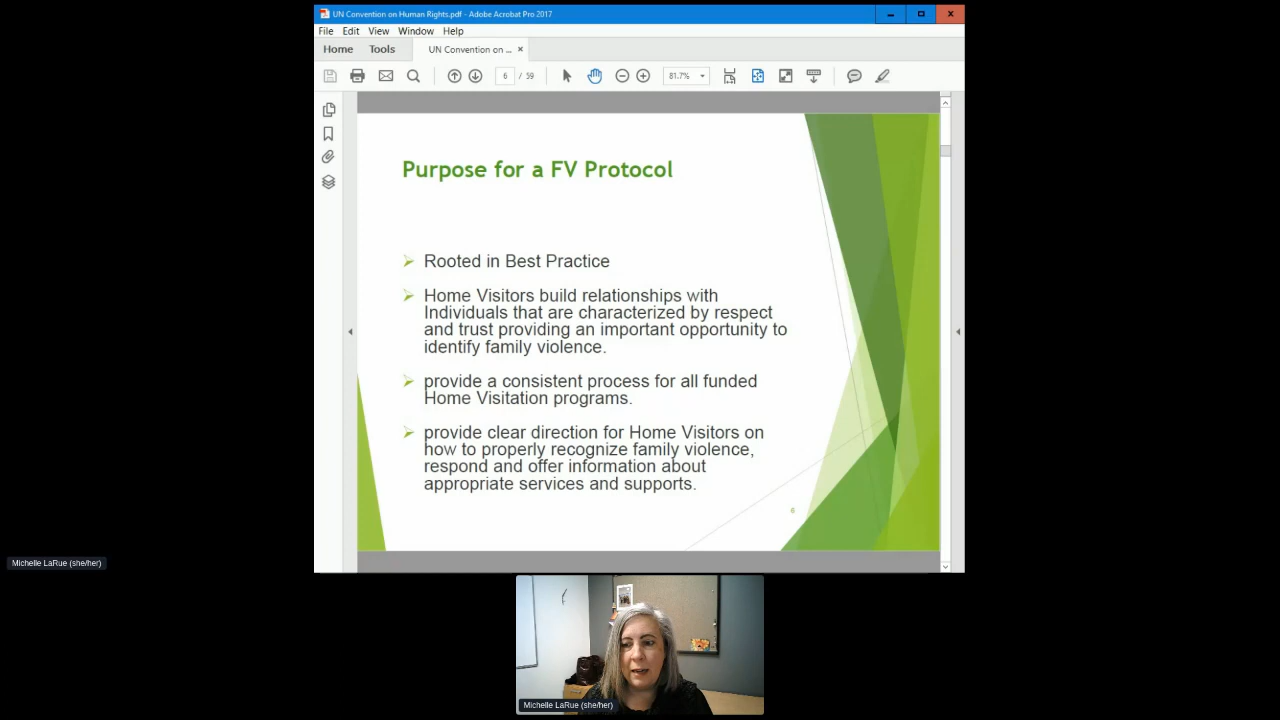 UN Convention on Human Rights.pdf - Adobe Acrobat Pro 2017
File Edit View Window Help
Home Tools UN Convention on ... ×
6 / 59 81.7%
Purpose for a FV Protocol
Rooted in Best Practice
Home Visitors build relationships with
Individuals that are characterized by respect
and trust providing an important opportunity to
identify family violence.
provide a consistent process for all funded
Home Visitation programs.
provide clear direction for Home Visitors on
how to properly recognize family violence,
respond and offer information about
appropriate services and supports.
6
Michelle LaRue (she/her)
Michelle LaRue (she/her)